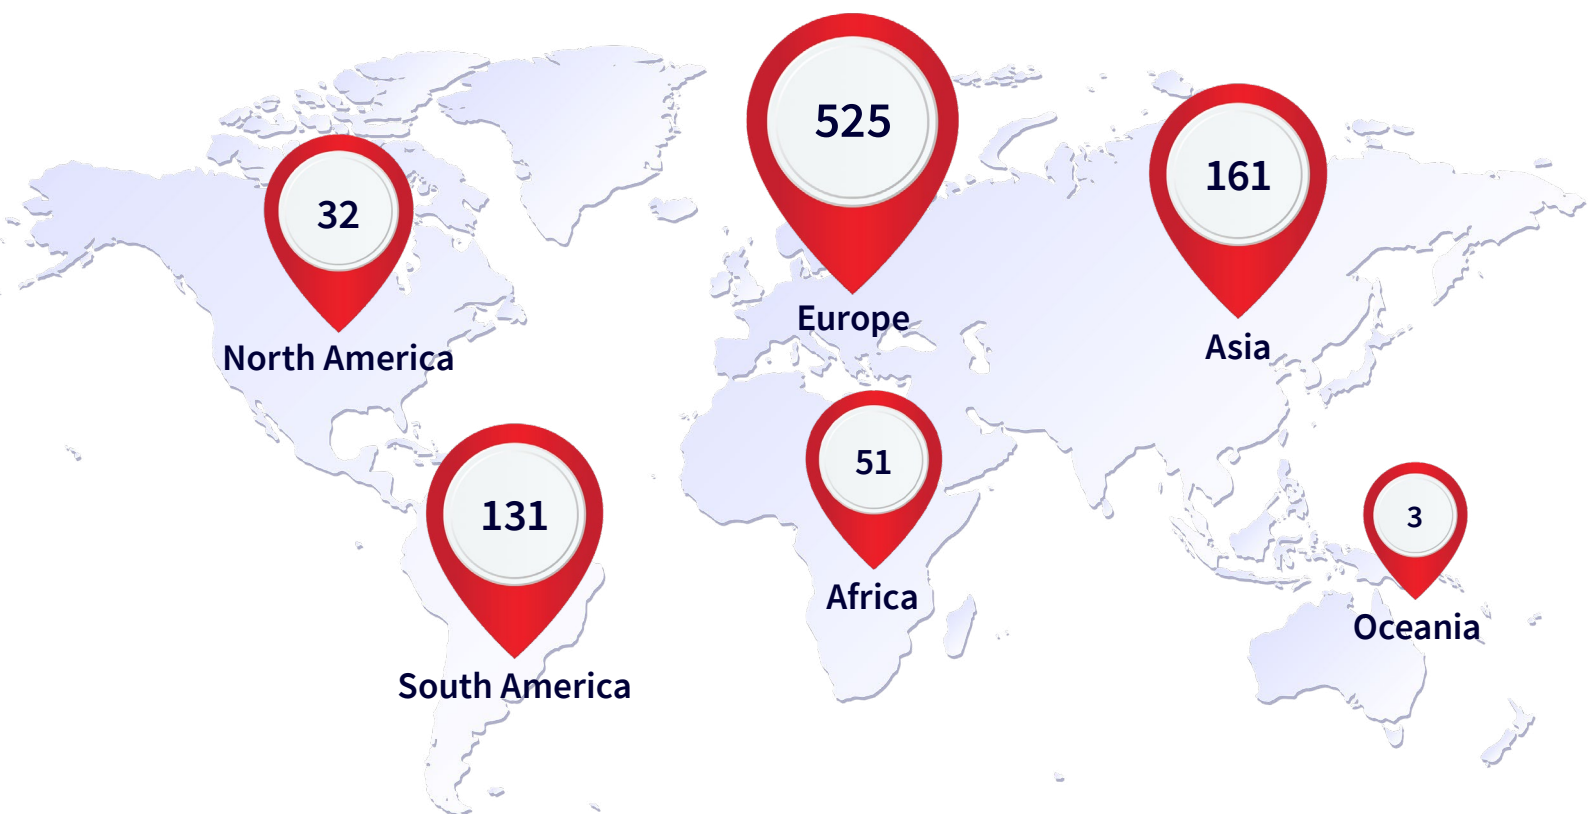 525
Europe
161
Asia
32
North America
51
Africa
131
South America
3
Oceania